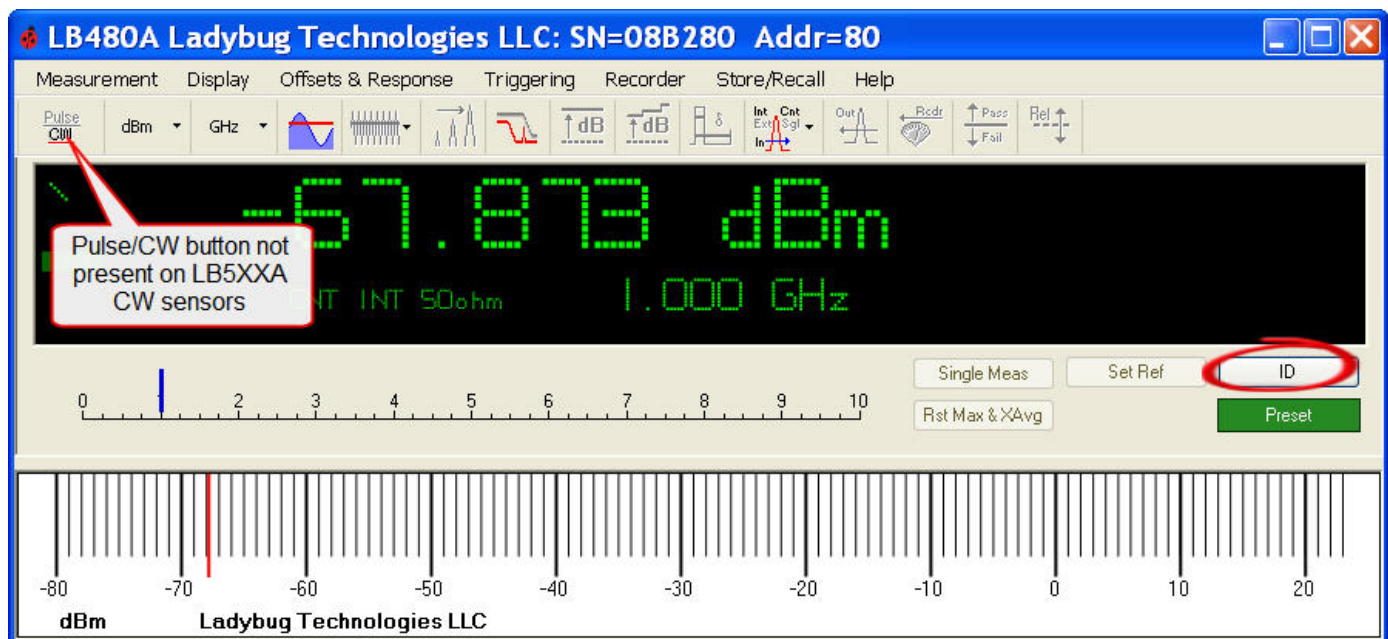 LB480A Ladybug Technologies LLC: SN=08B280 Addr=80
Measurement Display Offsets & Response Triggering Recorder Store/Recall Help
Pulse
CW
dBm GHz dB dB δ
Int Cnt
Ext Sgl
In
Out
Rcdr
Pass
Fail
Rel
-67.873 dBm
Pulse/CW button not
present on LB5XXA
CW sensors
NT INT 50ohm 1.000 GHz
Single Meas Set Ref ID
0 2 3 4 5 6 7 8 9 10
Rst Max & XAvg Preset
-80 -70 -60 -50 -40 -30 -20 -10 0 10 20
dBm Ladybug Technologies LLC